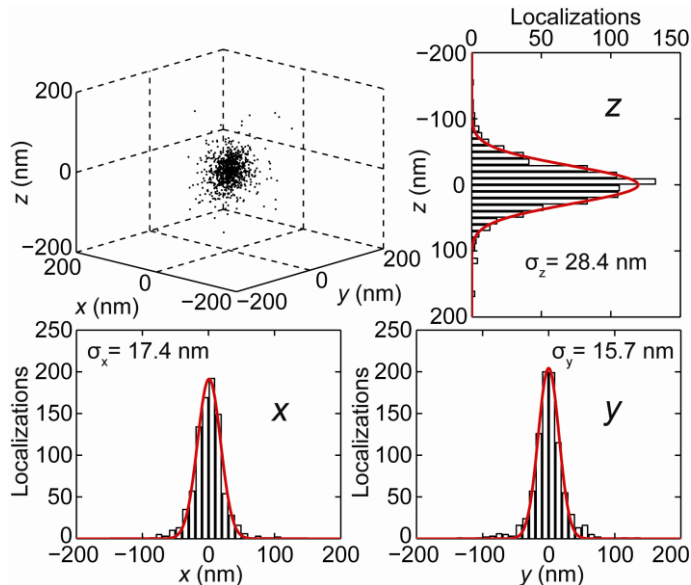 Localizations
0 50 100 150
−200
−100
0
100
200
z (nm)
z
σz= 28.4 nm
200
0
−200
z (nm)
200
0
−200
x (nm)
−200
0
200
y (nm)
250
200
150
100
50
0
Localizations
σx= 17.4 nm
x
−200 −100 0 100 200
x (nm)
250
200
150
100
50
0
Localizations
σy= 15.7 nm
y
−200 −100 0 100 200
y (nm)